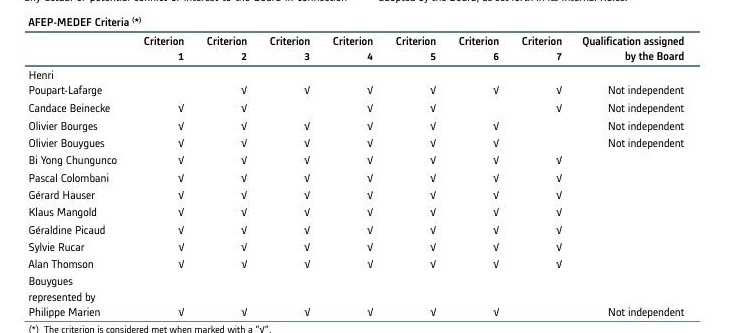 AFEP-MEDEF Criteria (*)
Criterion Criterion Criterion Criterion Criterion Criterion Criterion Qualification assigned
1 2 3 4 5 6 7 by the Board
Henri
Poupart-Lafarge √ √ √ √ √ √ Not independent
Candace Beinecke √ √ √ √ √ Not independent
Olivier Bourges √ √ √ √ √ √ Not independent
Olivier Bouygues √ √ √ √ √ √ Not independent
Bi Yong Chungunco √ √ √ √ √ √ √
Pascal Colombani √ √ √ √ √ √ √
Gérard Hauser √ √ √ √ √ √ √
Klaus Mangold √ √ √ √ √ √ √
Géraldine Picaud √ √ √ √ √ √ √
Sylvie Rucar √ √ √ √ √ √ √
Alan Thomson √ √ √ √ √ √ √
Bouygues
represented by
Philippe Marien √ √ √ √ √ √ Not independent
(*) The criterion is considered met when marked with a "√".